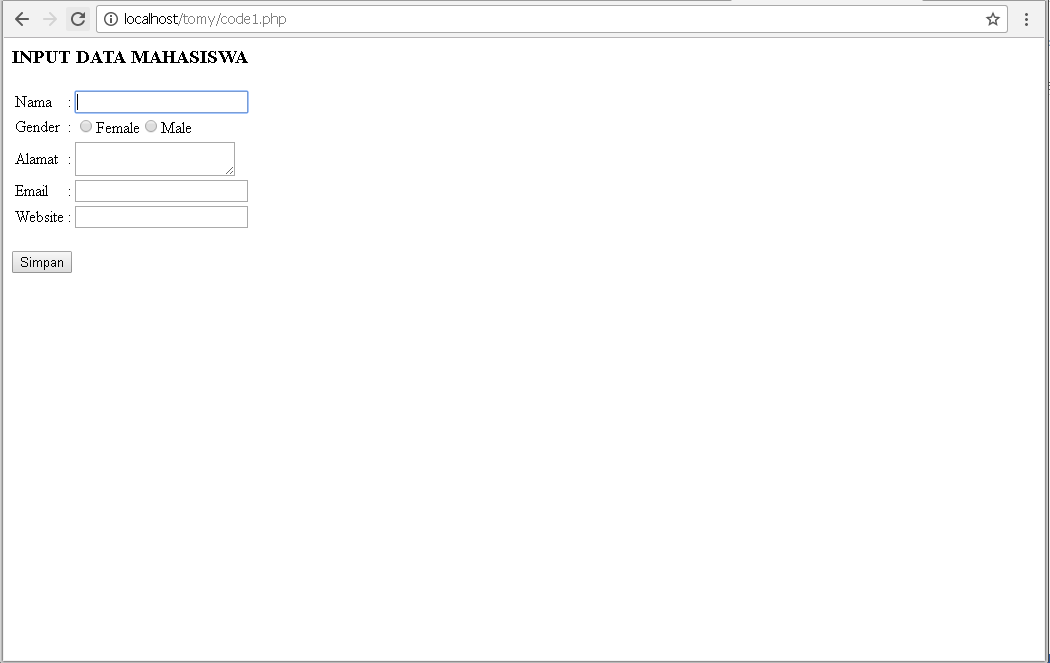 localhost/tomy/code1.php
INPUT DATA MAHASISWA
Nama :
Gender : Female Male
Alamat :
Email :
Website :
Simpan